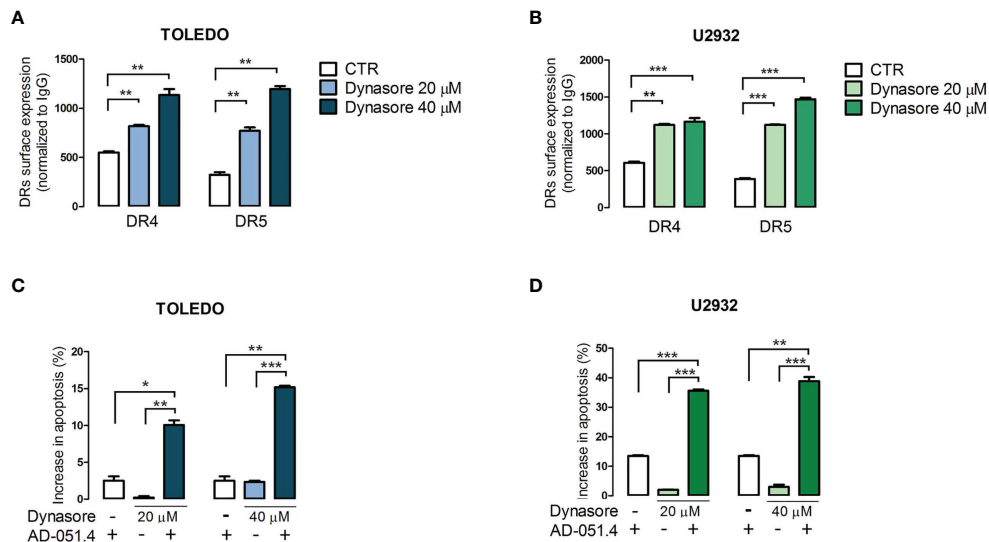 A
TOLEDO
DRs surface expression
(normalized to IgG)
1500
1000
500
0
** ** ** **
DR4 DR5
CTR
Dynasore 20 µM
Dynasore 40 µM
B
U2932
DRs surface expression
(normalized to IgG)
2000
1500
1000
500
0
*** ** *** ***
DR4 DR5
CTR
Dynasore 20 µM
Dynasore 40 µM
C
TOLEDO
Increase in apoptosis (%)
20
15
10
5
0
* ** ** ***
Dynasore - 20 µM - 40 µM
AD-051.4 + - + + - +
D
U2932
Increase in apoptosis (%)
50
40
30
20
10
0
*** *** ** ***
Dynasore - 20 µM - 40 µM
AD-051.4 + - + + - +